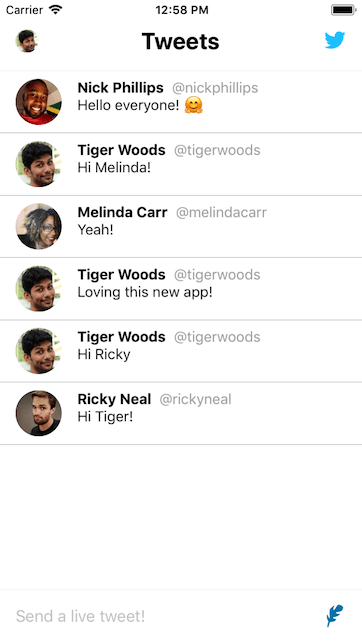 Carrier 12:58 PM
Tweets
Nick Phillips @nickphillips
Hello everyone! 🤗
Tiger Woods @tigerwoods
Hi Melinda!
Melinda Carr @melindacarr
Yeah!
Tiger Woods @tigerwoods
Loving this new app!
Tiger Woods @tigerwoods
Hi Ricky
Ricky Neal @rickyneal
Hi Tiger!
Send a live tweet!